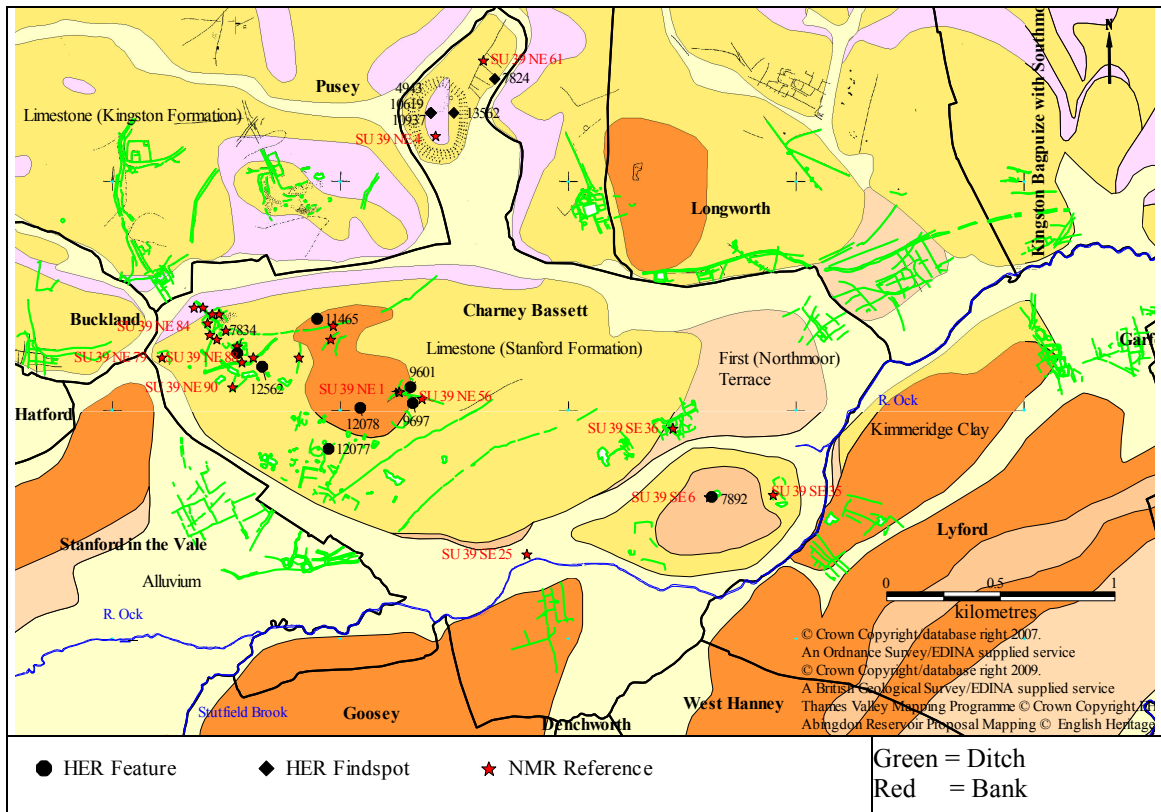 N
SU 39 NE 61
7824
Pusey
4943
10619
10937
13562
SU 39 NE 4
Limestone (Kingston Formation)
Kingston Bagpuize with Southmo
Longworth
Buckland
SU 39 NE 84
7834
11465
Charney Bassett
Limestone (Stanford Formation)
First (Northmoor)
Terrace
SU 39 NE 79
SU 39 NE 8
SU 39 NE 90
12562
SU 39 NE 1
9601
SU 39 NE 56
9697
12078
12077
Hatford
Garf
R. Ock
Kimmeridge Clay
SU 39 SE 36
SU 39 SE 6
7892
SU 39 SE 35
Lyford
Stanford in the Vale
Alluvium
SU 39 SE 25
R. Ock
Stutfield Brook
Goosey
Denchworth
West Hanney
0 0.5 1
kilometres
© Crown Copyright/database right 2007.
An Ordnance Survey/EDINA supplied service
© Crown Copyright/database right 2009.
A British Geological Survey/EDINA supplied service
Thames Valley Mapping Programme © Crown Copyright
Abingdon Reservoir Proposal Mapping © English Heritage
HER Feature
HER Findspot
NMR Reference
Green = Ditch
Red = Bank